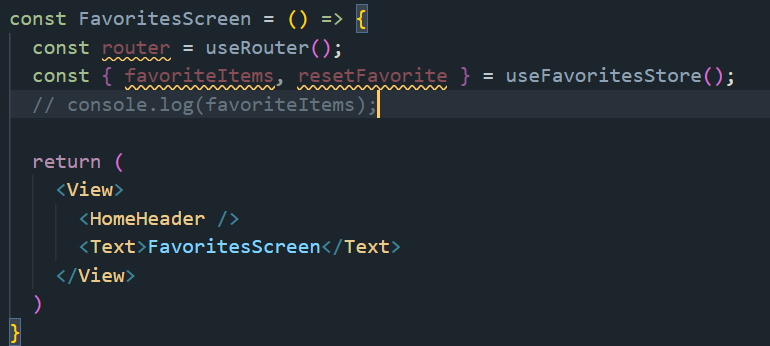 const FavoritesScreen = () => {
  const router = useRouter();
  const { favoriteItems, resetFavorite } = useFavoritesStore();
  // console.log(favoriteItems);
  return (
    <View>
      <HomeHeader />
      <Text>FavoritesScreen</Text>
    </View>
  )
}